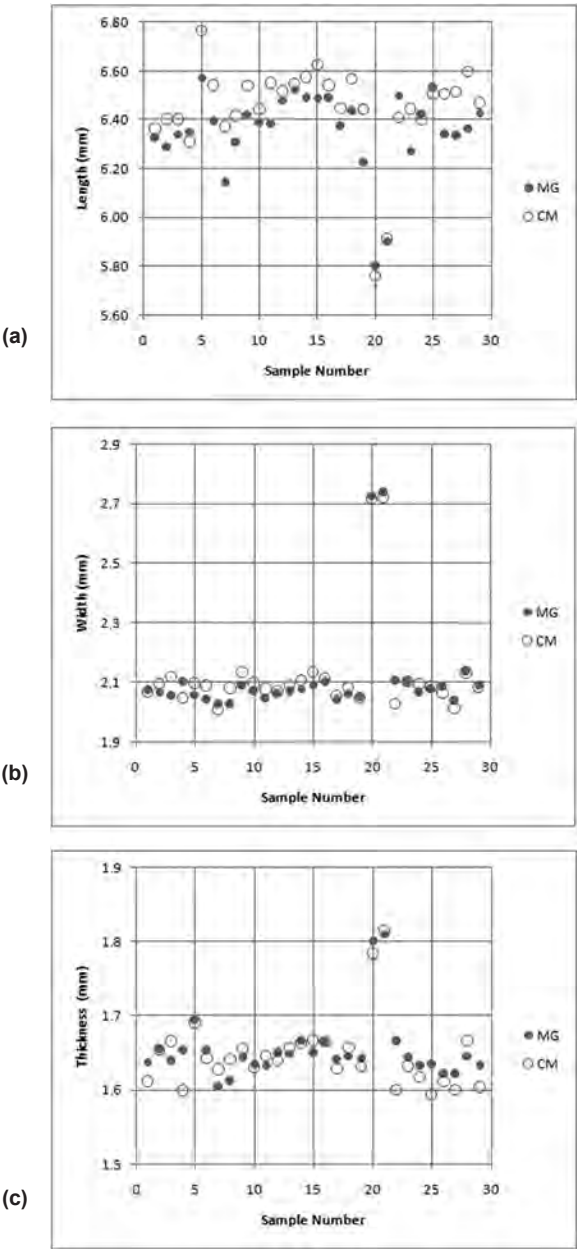 6.80
6.60
6.40
6.20
6.00
5.80
5.60
Length (mm)
0 5 10 15 20 25 30
Sample Number
MG
CM
(a)
2.9
2.7
2.5
2.3
2.1
1.9
Width (mm)
0 5 10 15 20 25 30
Sample Number
MG
CM
(b)
1.9
1.8
1.7
1.6
1.5
Thickness (mm)
0 5 10 15 20 25 30
Sample Number
MG
CM
(c)